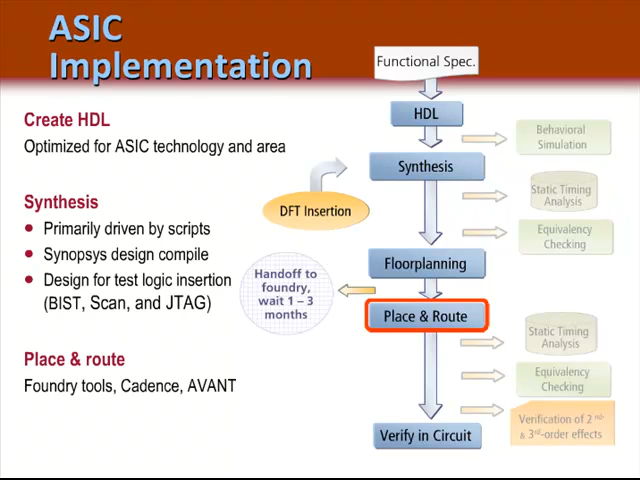 ASIC
Implementation
Create HDL
Optimized for ASIC technology and area
Synthesis
Primarily driven by scripts
Synopsys design compile
Design for test logic insertion
(BIST, Scan, and JTAG)
Place & route
Foundry tools, Cadence, AVANT
Functional Spec.
HDL
Behavioral
Simulation
Synthesis
DFT Insertion
Static Timing
Analysis
Equivalency
Checking
Floorplanning
Handoff to
foundry,
wait 1 – 3
months
Place & Route
Static Timing
Analysis
Equivalency
Checking
Verify in Circuit
Verification of 2nd-
& 3rd-order effects